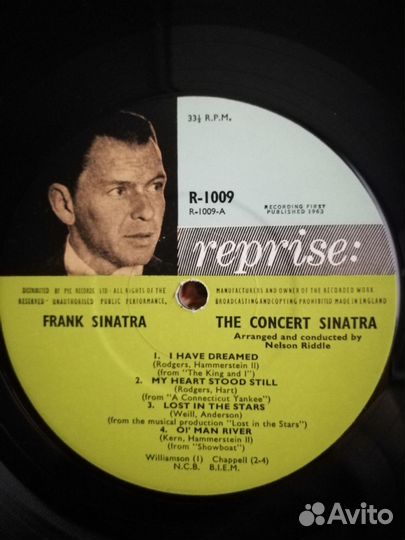 33⅓ R.P.M.
R-1009
R-1009-A
RECORDING FIRST
PUBLISHED 1963
reprise:
DISTRIBUTED BY PYE RECORDS LTD · ALL RIGHTS OF THE
RESERVED · UNAUTHORISED PUBLIC PERFORMANCE,
MANUFACTURERS AND OWNER OF THE RECORDED WORK
BROADCASTING AND COPYING PROHIBITED MADE IN ENGLAND
FRANK SINATRA
THE CONCERT SINATRA
Arranged and conducted by
Nelson Riddle
1. I HAVE DREAMED
(Rodgers, Hammerstein II)
(from "The King and I")
2. MY HEART STOOD STILL
(Rodgers, Hart)
(from "A Connecticut Yankee")
3. LOST IN THE STARS
(Weill, Anderson)
(from the musical production "Lost in the Stars")
4. Ol' MAN RIVER
(Kern, Hammerstein II)
(from "Showboat")
Williamson (1) Chappell (2-4)
N.C.B. B.I.E.M.
Avito